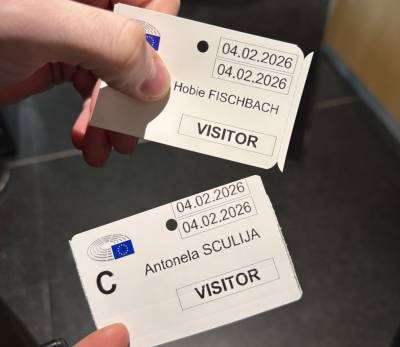 04.02.2026
04.02.2026
Hobie FISCHBACH
VISITOR
04.02.2026
04.02.2026
C
Antonela SCULIJA
VISITOR